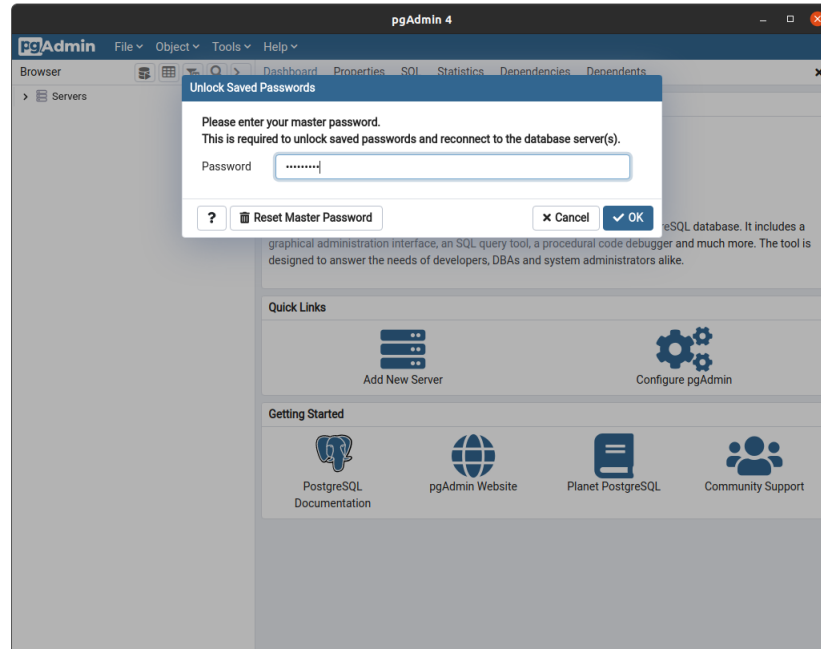 pgAdmin 4
pgAdmin File Object Tools Help
Browser
Dashboard Properties SQL Statistics Dependencies Dependents
Servers
Unlock Saved Passwords
Please enter your master password.
This is required to unlock saved passwords and reconnect to the database server(s).
Password
? Reset Master Password Cancel OK
eSQL database. It includes a
graphical administration interface, an SQL query tool, a procedural code debugger and much more. The tool is
designed to answer the needs of developers, DBAs and system administrators alike.
Quick Links
Add New Server
Configure pgAdmin
Getting Started
PostgreSQL
Documentation
pgAdmin Website
Planet PostgreSQL
Community Support